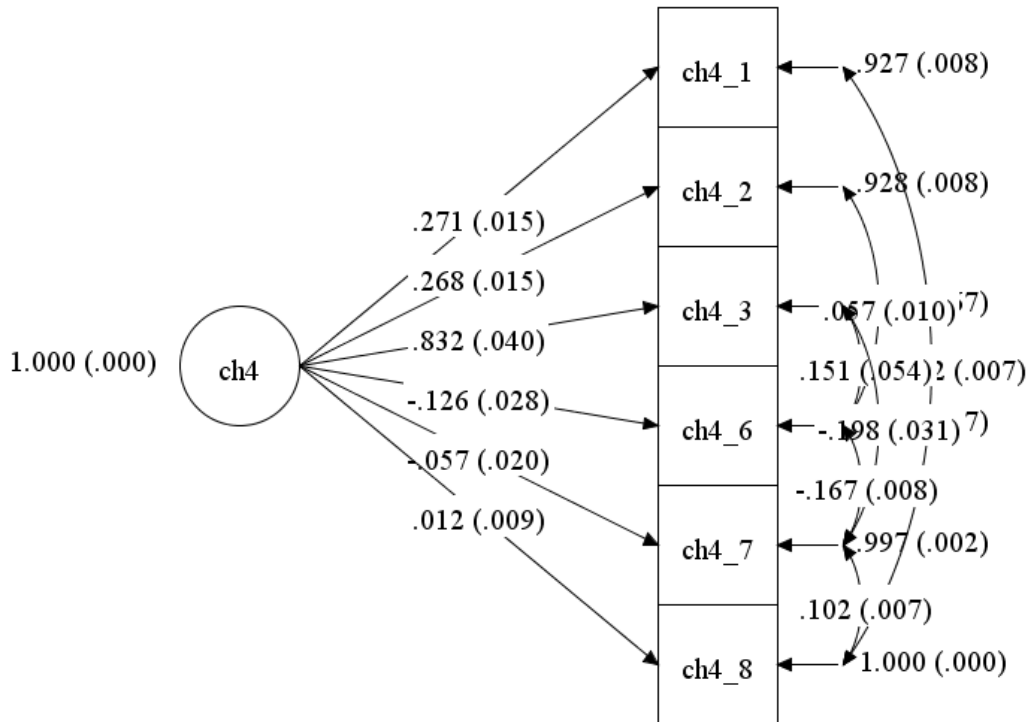 ch4_1
.927 (.008)
ch4_2
.928 (.008)
.271 (.015)
.268 (.015)
ch4_3
.057 (.010)
.832 (.040)
1.000 (.000)
ch4
.151 (.054)
(.007)
-.126 (.028)
ch4_6
-.198 (.031)
-.057 (.020)
-.167 (.008)
.012 (.009)
ch4_7
.997 (.002)
.102 (.007)
ch4_8
1.000 (.000)